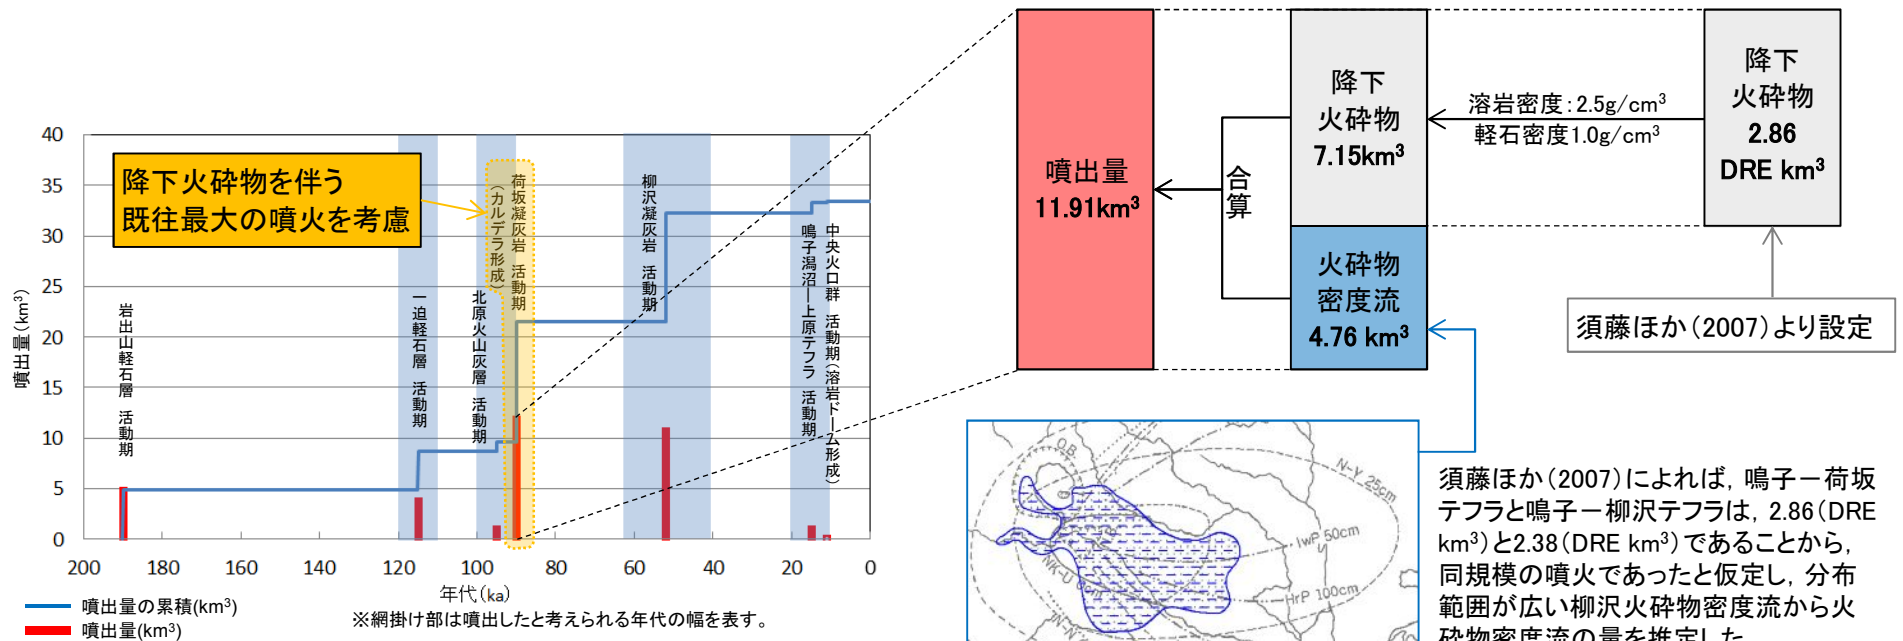 降下火砕物を伴う
既往最大の噴火を考慮
噴出量(km³)
40
35
30
25
20
15
10
5
0
岩出山軽石層 活動期
一迫軽石層 活動期
北原火山灰層 活動期
荷坂凝灰岩 活動期
(カルデラ形成)
柳沢凝灰岩 活動期
鳴子潟沼―上原テフラ 活動期
中央火口群 活動期(溶岩ドーム形成)
200 180 160 140 120 100 80 60 40 20 0
年代(ka)
噴出量の累積(km³)
噴出量(km³)
※網掛け部は噴出したと考えられる年代の幅を表す。
噴出量
11.91km³
合算
降下
火砕物
7.15km³
火砕物
密度流
4.76 km³
溶岩密度:2.5g/cm³
軽石密度1.0g/cm³
降下
火砕物
2.86
DRE km³
須藤ほか(2007)より設定
O.B.
N-Y 25cm
IwP 50cm
NK-U
HrP 100cm
須藤ほか(2007)によれば,鳴子－荷坂
テフラと鳴子－柳沢テフラは,2.86(DRE
km³)と2.38(DRE km³)であることから,
同規模の噴火であったと仮定し,分布
範囲が広い柳沢火砕物密度流から火
砕物密度流の量を推定した